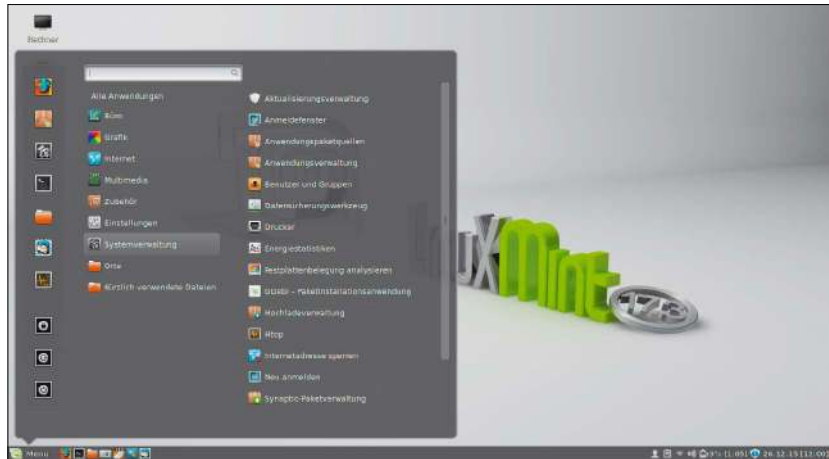 Rechner
Alle Anwendungen
Büro
Grafik
Internet
Multimedia
Zubehör
Einstellungen
Systemverwaltung
Orte
Kürzlich verwendete Dateien
Aktualisierungsverwaltung
Anmeldefenster
Anwendungspaketquellen
Anwendungsverwaltung
Benutzer und Gruppen
Datensicherungswerkzeug
Drucker
Energiestatistiken
Festplattenbelegung analysieren
GDebi – Paketinstallationsanwendung
Hochladeverwaltung
Htop
Internetadresse sperren
Neu anmelden
Synaptic-Paketverwaltung
Linux Mint 17.3
Menu
26.12.15